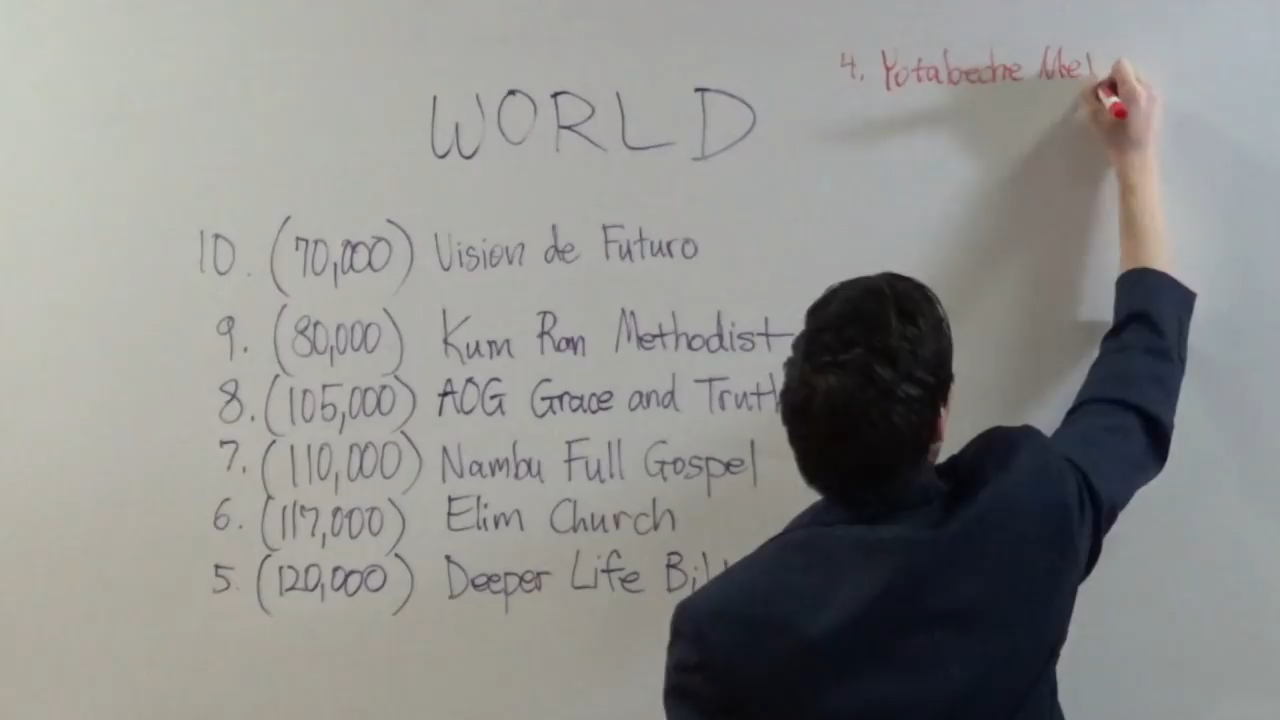 WORLD
10. (70,000) Vision de Futuro
9. (80,000) Kum Ran Methodist
8. (105,000) AOG Grace and Truth
7. (110,000) Nambu Full Gospel
6. (117,000) Elim Church
5. (120,000) Deeper Life
4. Yotabeche